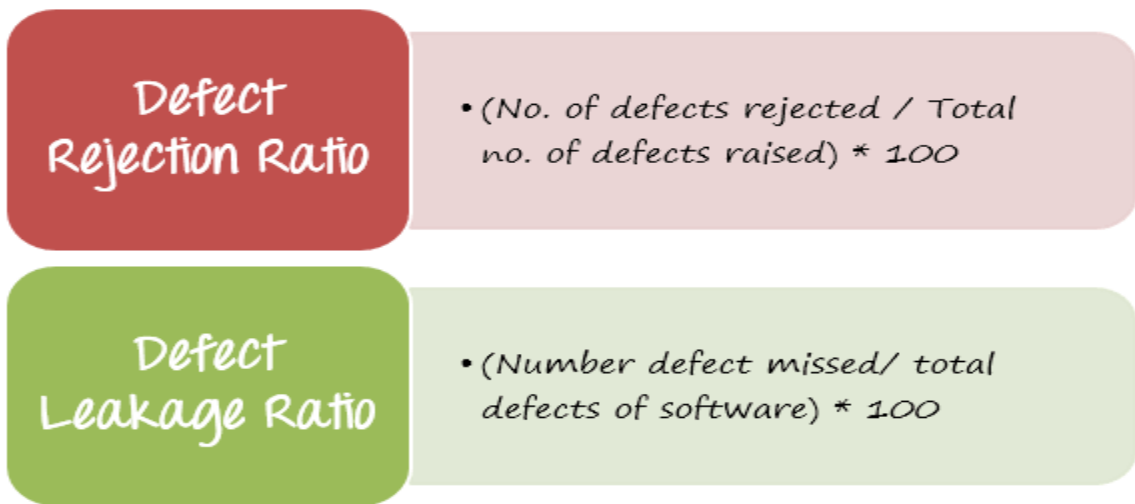 Defect
Rejection Ratio
• (No. of defects rejected / Total
no. of defects raised) * 100
Defect
Leakage Ratio
• (Number defect missed/ total
defects of software) * 100